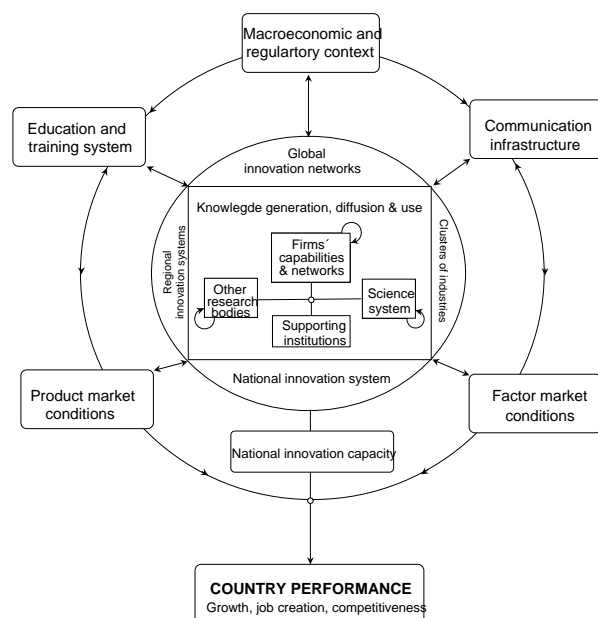 Macroeconomic and
regulartory context
Education and
training system
Communication
infrastructure
Global
innovation networks
Regional
innovation systems
Knowlegde generation, diffusion & use
Clusters of industries
Firms´
capabilities
& networks
Other
research
bodies
Science
system
Supporting
institutions
National innovation system
Product market
conditions
Factor market
conditions
National innovation capacity
COUNTRY PERFORMANCE
Growth, job creation, competitiveness